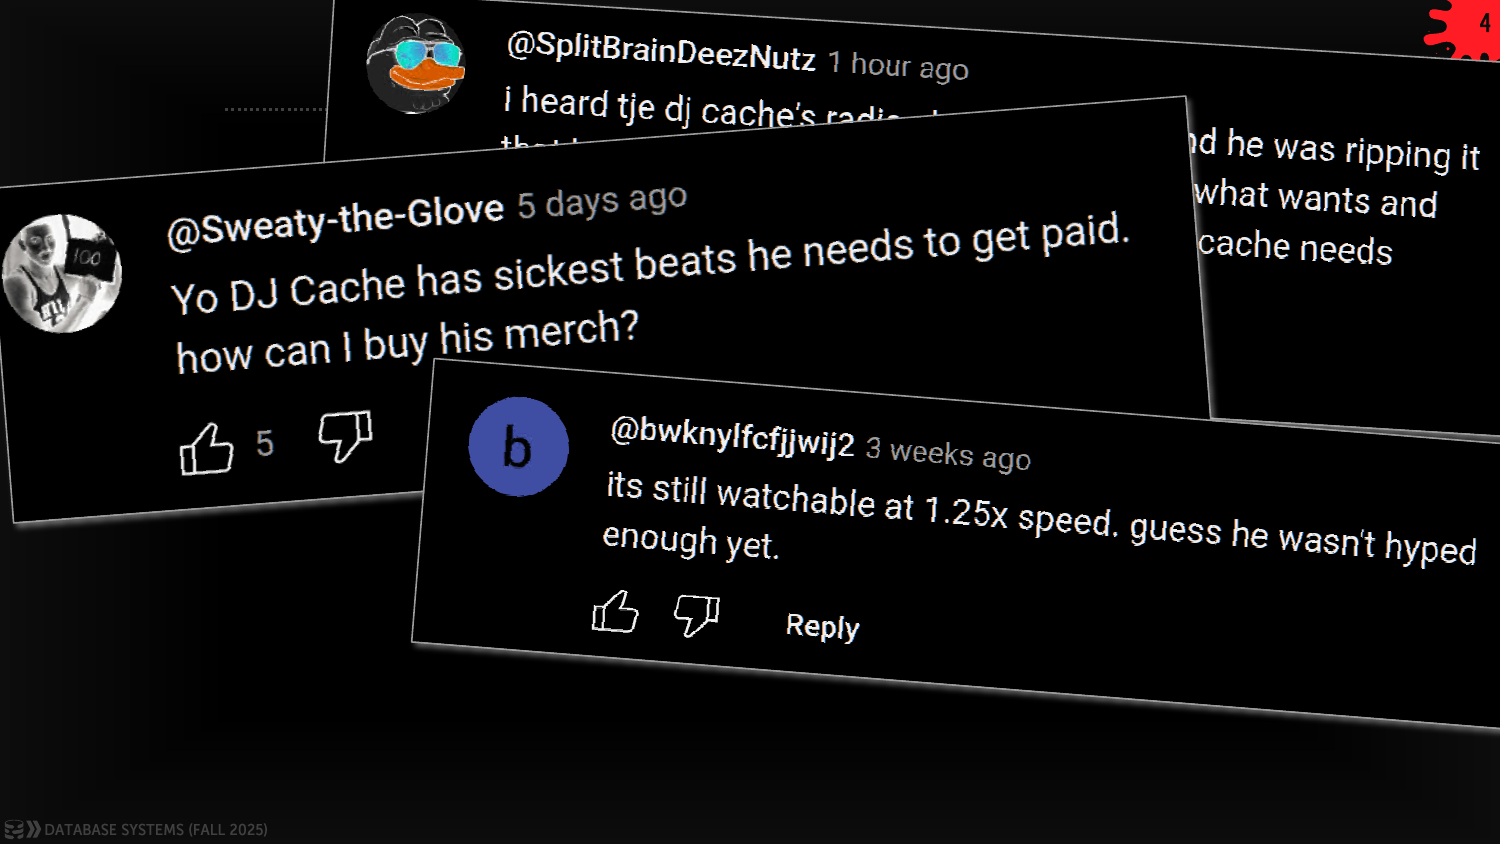 4
@SplitBrainDeezNutz 1 hour ago
i heard tje dj cache's
he was ripping it
what wants and
cache needs
@Sweaty-the-Glove 5 days ago
Yo DJ Cache has sickest beats he needs to get paid.
how can I buy his merch?
100
5
b
@bwknylfcfjjwij2 3 weeks ago
its still watchable at 1.25x speed. guess he wasn't hyped
enough yet.
Reply
DATABASE SYSTEMS (FALL 2025)